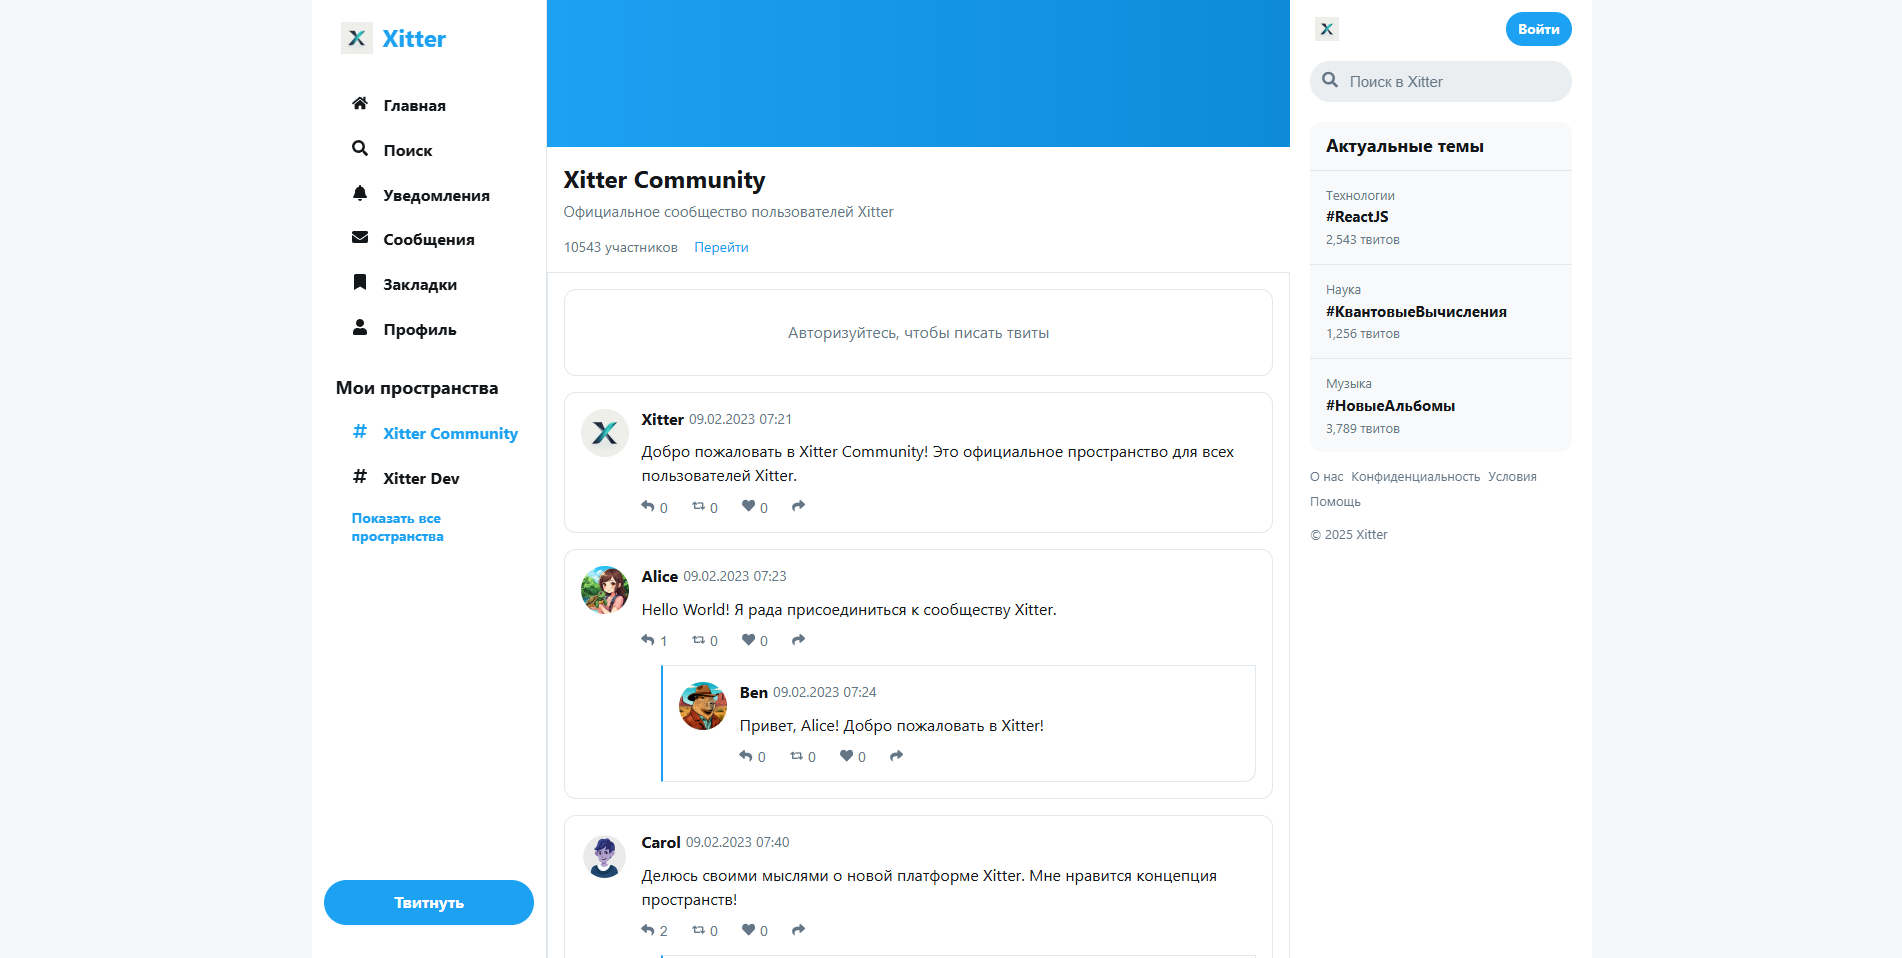 Xitter
Главная
Поиск
Уведомления
Сообщения
Закладки
Профиль
Мои пространства
Xitter Community
Xitter Dev
Показать все
пространства
Твитнуть
Xitter Community
Официальное сообщество пользователей Xitter
10543 участников Перейти
Авторизуйтесь, чтобы писать твиты
Xitter 09.02.2023 07:21
Добро пожаловать в Xitter Community! Это официальное пространство для всех
пользователей Xitter.
0 0 0
Alice 09.02.2023 07:23
Hello World! Я рада присоединиться к сообществу Xitter.
1 0 0
Ben 09.02.2023 07:24
Привет, Alice! Добро пожаловать в Xitter!
0 0 0
Carol 09.02.2023 07:40
Делюсь своими мыслями о новой платформе Xitter. Мне нравится концепция
пространств!
2 0 0
Войти
Поиск в Xitter
Актуальные темы
Технологии
#ReactJS
2,543 твитов
Наука
#КвантовыеВычисления
1,256 твитов
Музыка
#НовыеАльбомы
3,789 твитов
О нас Конфиденциальность Условия
Помощь
© 2025 Xitter